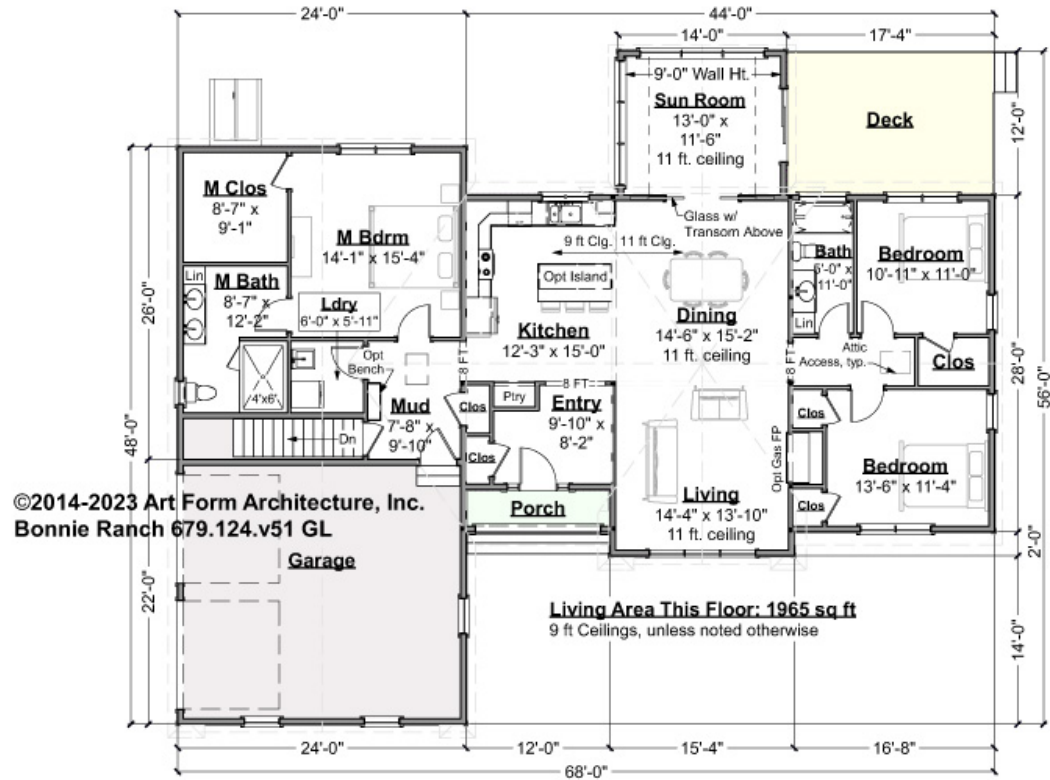 24'-0"
44'-0"
14'-0"
17'-4"
9'-0" Wall Ht.
Sun Room
13'-0" x
11'-6"
11 ft. ceiling
Deck
12'-0"
M Clos
8'-7" x
9'-1"
M Bdrm
14'-1" x 15'-4"
Glass w/
Transom Above
9 ft Clg.
11 ft Clg.
Bath
5'-0" x
11'-0"
Bedroom
10'-11" x 11'-0"
Lin
M Bath
8'-7" x
12'-2"
Ldry
6'-0" x 5'-11"
Opt Island
Kitchen
12'-3" x 15'-0"
Dining
14'-6" x 15'-2"
11 ft. ceiling
Lin
26'-0"
Opt
Bench
8 FT
8 FT
Attic
Access, typ.
Clos
28'-0"
56'-0"
4'x6'
Mud
7'-8" x
9'-10"
Clos
Ptry
8 FT
Entry
9'-10" x
8'-2"
Clos
48'-0"
Dn
Clos
Opt Gas FP
Bedroom
13'-6" x 11'-4"
Living
14'-4" x 13'-10"
11 ft. ceiling
Clos
Porch
©2014-2023 Art Form Architecture, Inc.
Bonnie Ranch 679.124.v51 GL
2'-0"
Garage
22'-0"
Living Area This Floor: 1965 sq ft
9 ft Ceilings, unless noted otherwise
14'-0"
24'-0"
12'-0"
15'-4"
16'-8"
68'-0"